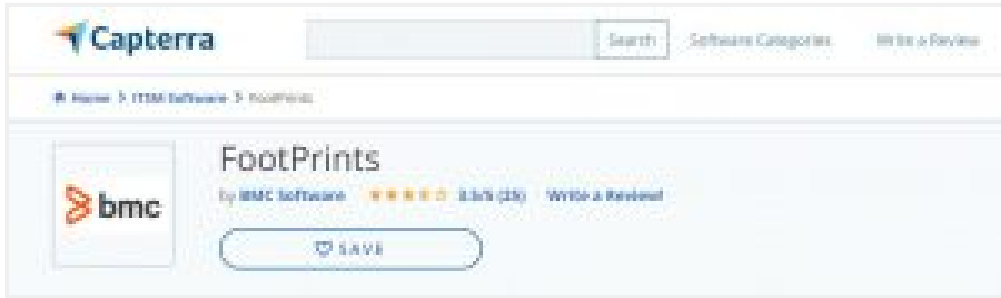 Capterra Search Software Categories Write a Review
Home > ITSM Software > FootPrints
FootPrints
bmc
by BMC Software Write a Review!
SAVE